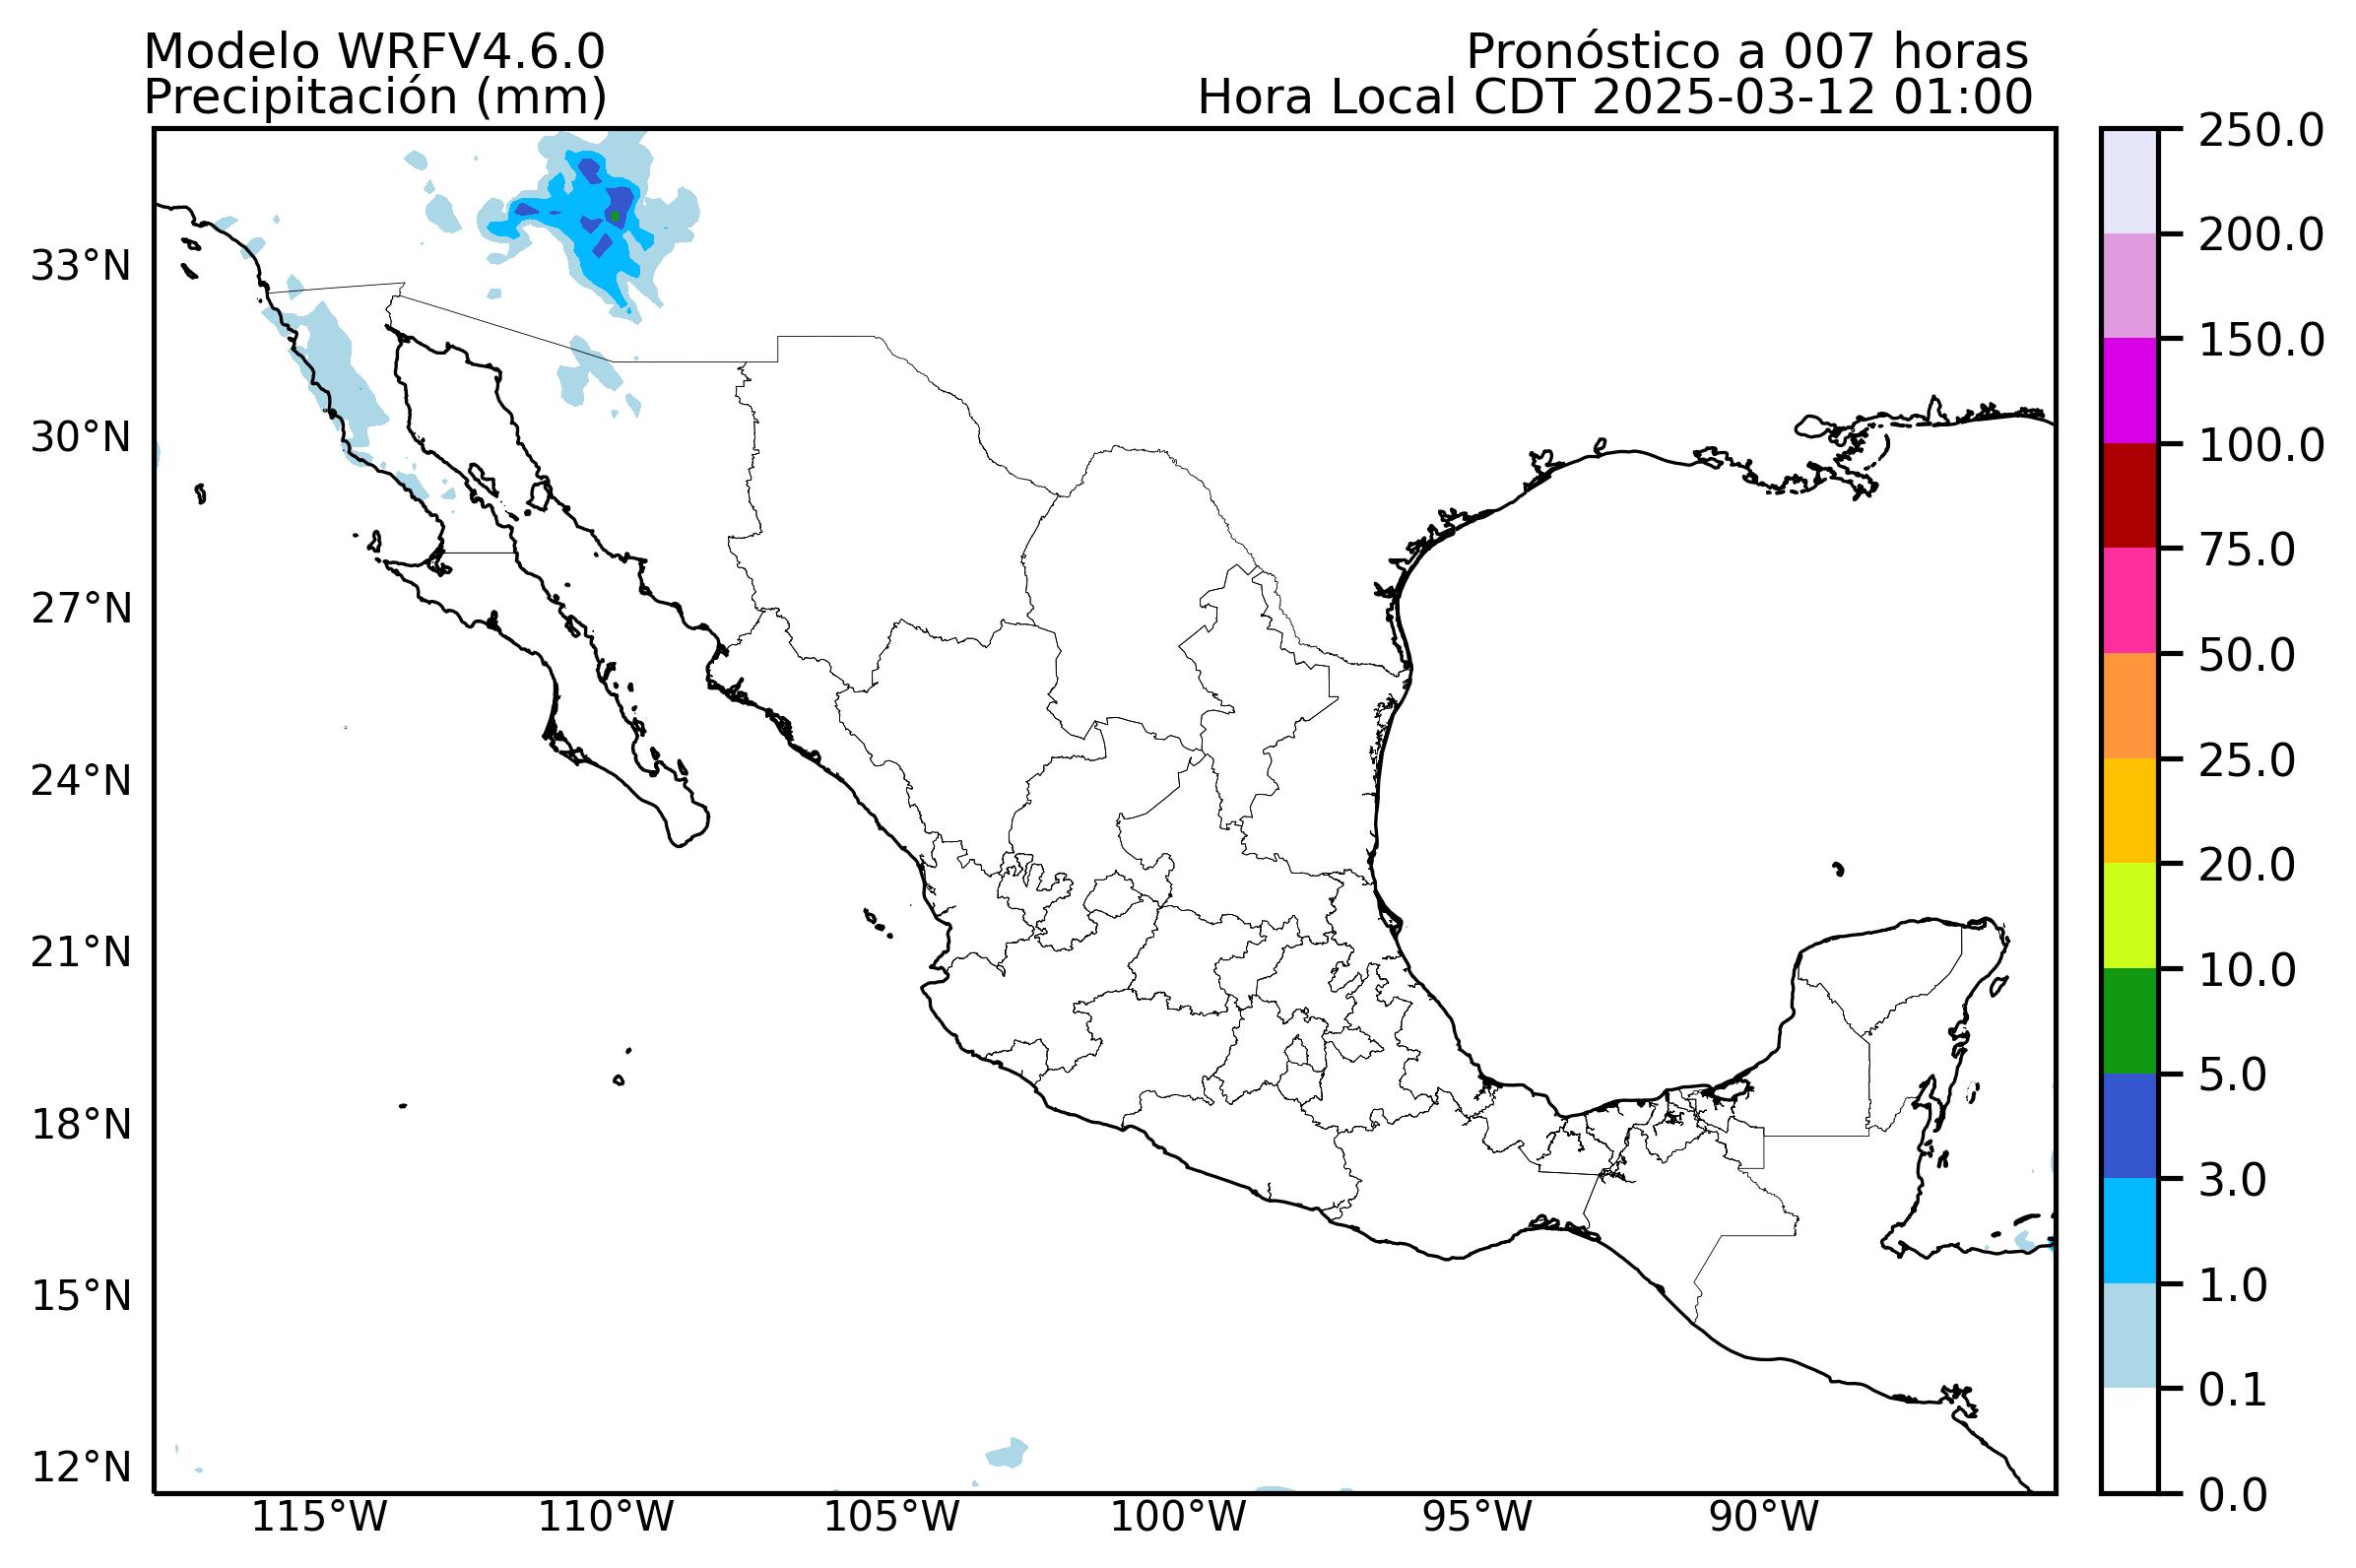 Modelo WRFV4.6.0
Precipitación (mm)
Pronóstico a 007 horas
Hora Local CDT 2025-03-12 01:00
33°N
30°N
27°N
24°N
21°N
18°N
15°N
12°N
115°W
110°W
105°W
100°W
95°W
90°W
250.0
200.0
150.0
100.0
75.0
50.0
25.0
20.0
10.0
5.0
3.0
1.0
0.1
0.0